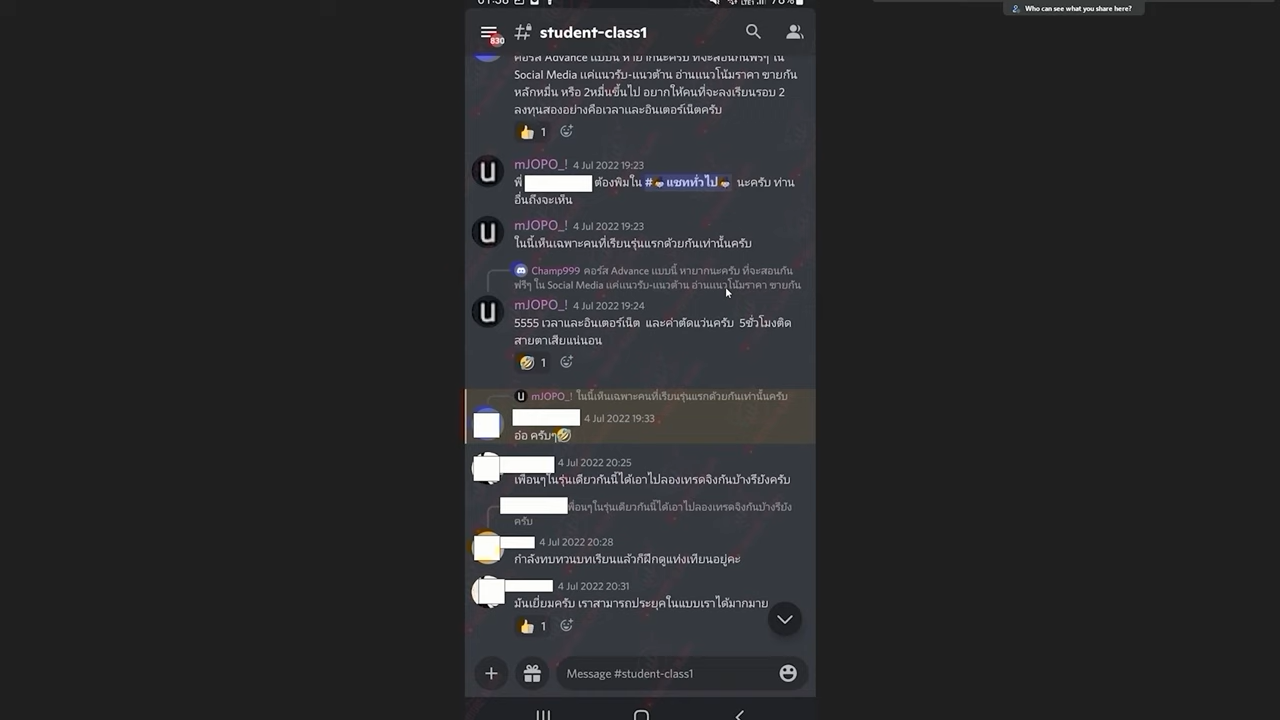 Who can see what you share here?
830
student-class1
คอร์ส Advance แบบนี้ หายากนะครับ ที่จะสอนกันฟรีๆ ใน
Social Media แค่แนวรับ-แนวต้าน อ่านแนวโน้มราคา ขายกัน
หลักหมื่น หรือ 2หมื่นขึ้นไป อยากให้คนที่จะลงเรียนรอบ 2
ลงทุนสองอย่างคือเวลาและอินเตอร์เน็ตครับ
1
mJOPO_! 4 Jul 2022 19:23
พี่ ต้องพิมใน #แชททั่วไป นะครับ ท่าน
อื่นถึงจะเห็น
mJOPO_! 4 Jul 2022 19:23
ในนี้เห็นเฉพาะคนที่เรียนรุ่นแรกด้วยกันเท่านั้นครับ
Champ999 คอร์ส Advance แบบนี้ หายากนะครับ ที่จะสอนกัน
ฟรีๆ ใน Social Media แค่แนวรับ-แนวต้าน อ่านแนวโน้มราคา ขายกัน
mJOPO_! 4 Jul 2022 19:24
5555 เวลาและอินเตอร์เน็ต และค่าตัดแว่นครับ 5ชั่วโมงติด
สายตาเสียแน่นอน
1
mJOPO_! ในนี้เห็นเฉพาะคนที่เรียนรุ่นแรกด้วยกันเท่านั้นครับ
4 Jul 2022 19:33
อ๋อ ครับๆ
4 Jul 2022 20:25
เพื่อนๆในรุ่นเดียวกันนี้ได้เอาไปลองเทรดจิงกันบ้างรึยังครับ
พื่อนๆในรุ่นเดียวกันนี้ได้เอาไปลองเทรดจิงกันบ้างรึยัง
ครับ
4 Jul 2022 20:28
กำลังทบทวนบทเรียนแล้วก็ฝึกดูแท่งเทียนอยู่คะ
4 Jul 2022 20:31
มันเยี่ยมครับ เราสามารถประยุคในแบบเราได้มากมาย
1
Message #student-class1